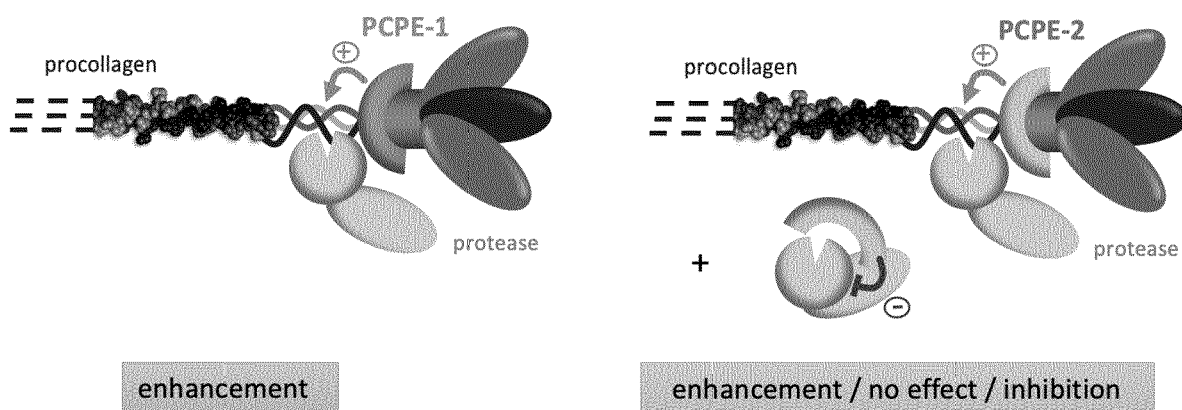 PCPE-1
+
procollagen
protease
enhancement
PCPE-2
+
procollagen
protease
+
-
enhancement / no effect / inhibition